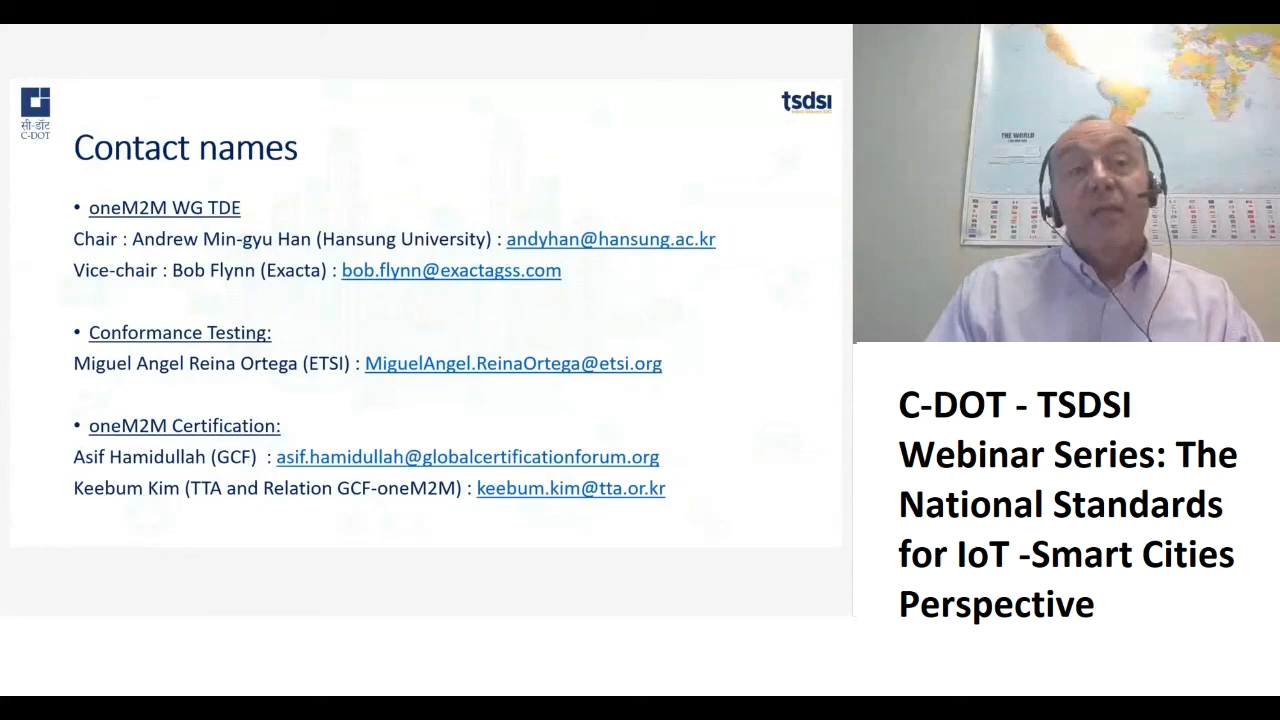 सी-डॉट
C-DOT
tsdsi
Contact names
• oneM2M WG TDE
Chair : Andrew Min-gyu Han (Hansung University) : andyhan@hansung.ac.kr
Vice-chair : Bob Flynn (Exacta) : bob.flynn@exactagss.com
• Conformance Testing:
Miguel Angel Reina Ortega (ETSI) : MiguelAngel.ReinaOrtega@etsi.org
• oneM2M Certification:
Asif Hamidullah (GCF) : asif.hamidullah@globalcertificationforum.org
Keebum Kim (TTA and Relation GCF-oneM2M) : keebum.kim@tta.or.kr
THE WORLD
C-DOT - TSDSI
Webinar Series: The
National Standards
for IoT -Smart Cities
Perspective